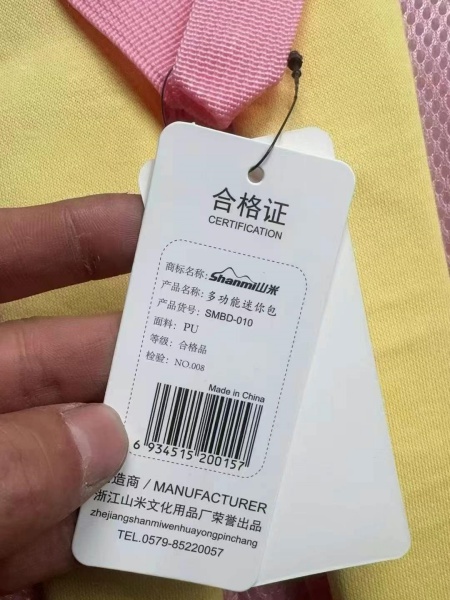 合格证
CERTIFICATION
商标名称: Shanmi山米
产品名称: 多功能迷你包
产品货号: SMBD-010
面料: PU
等级: 合格品
检验: NO.008
Made in China
6 934515 200157
造商 / MANUFACTURER
浙江山米文化用品厂荣誉出品
zhejiangshanmiwenhuayongpinchang
TEL.0579-85220057